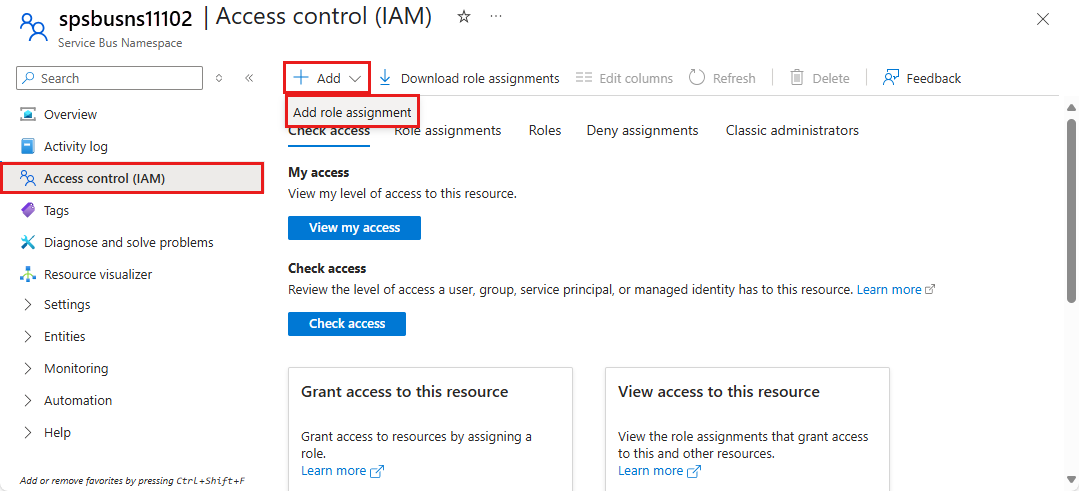 spsbusns11102 | Access control (IAM)
Service Bus Namespace
Search
Add
Download role assignments
Edit columns
Refresh
Delete
Feedback
Add role assignment
Overview
Activity log
Access control (IAM)
Tags
Diagnose and solve problems
Resource visualizer
Settings
Entities
Monitoring
Automation
Help
Add or remove favorites by pressing Ctrl+Shift+F
Check access
Role assignments
Roles
Deny assignments
Classic administrators
My access
View my level of access to this resource.
View my access
Check access
Review the level of access a user, group, service principal, or managed identity has to this resource. Learn more
Check access
Grant access to this resource
Grant access to resources by assigning a
role.
Learn more
View access to this resource
View the role assignments that grant access
to this and other resources.
Learn more